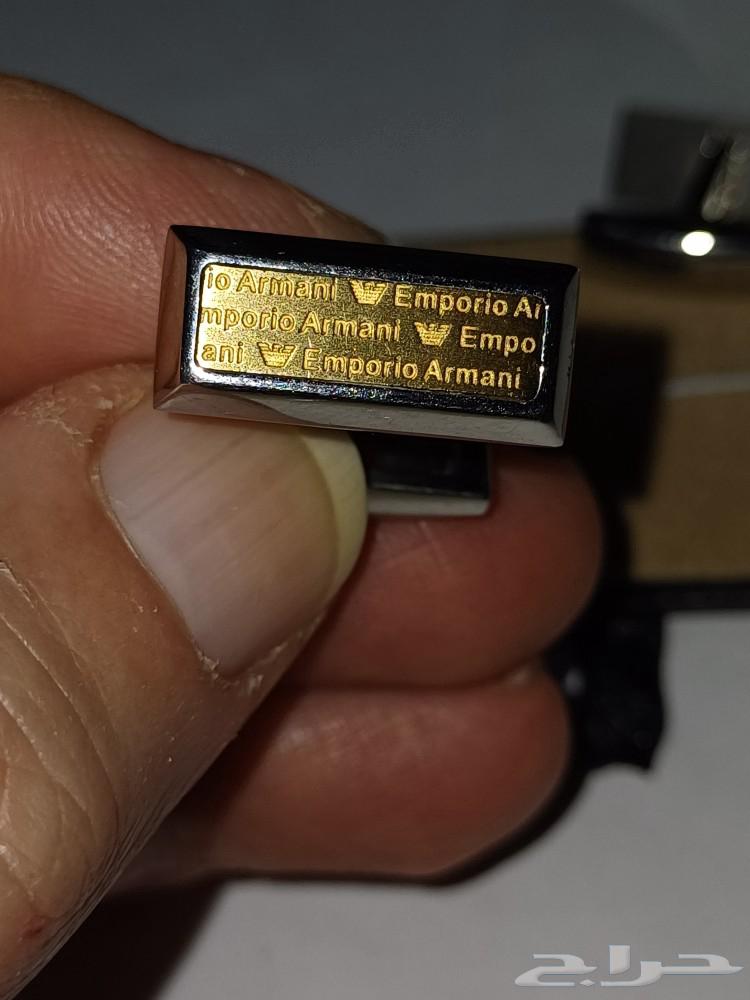 io Armani Emporio Ar
mporio Armani Empo
ani Emporio Armani
حراج